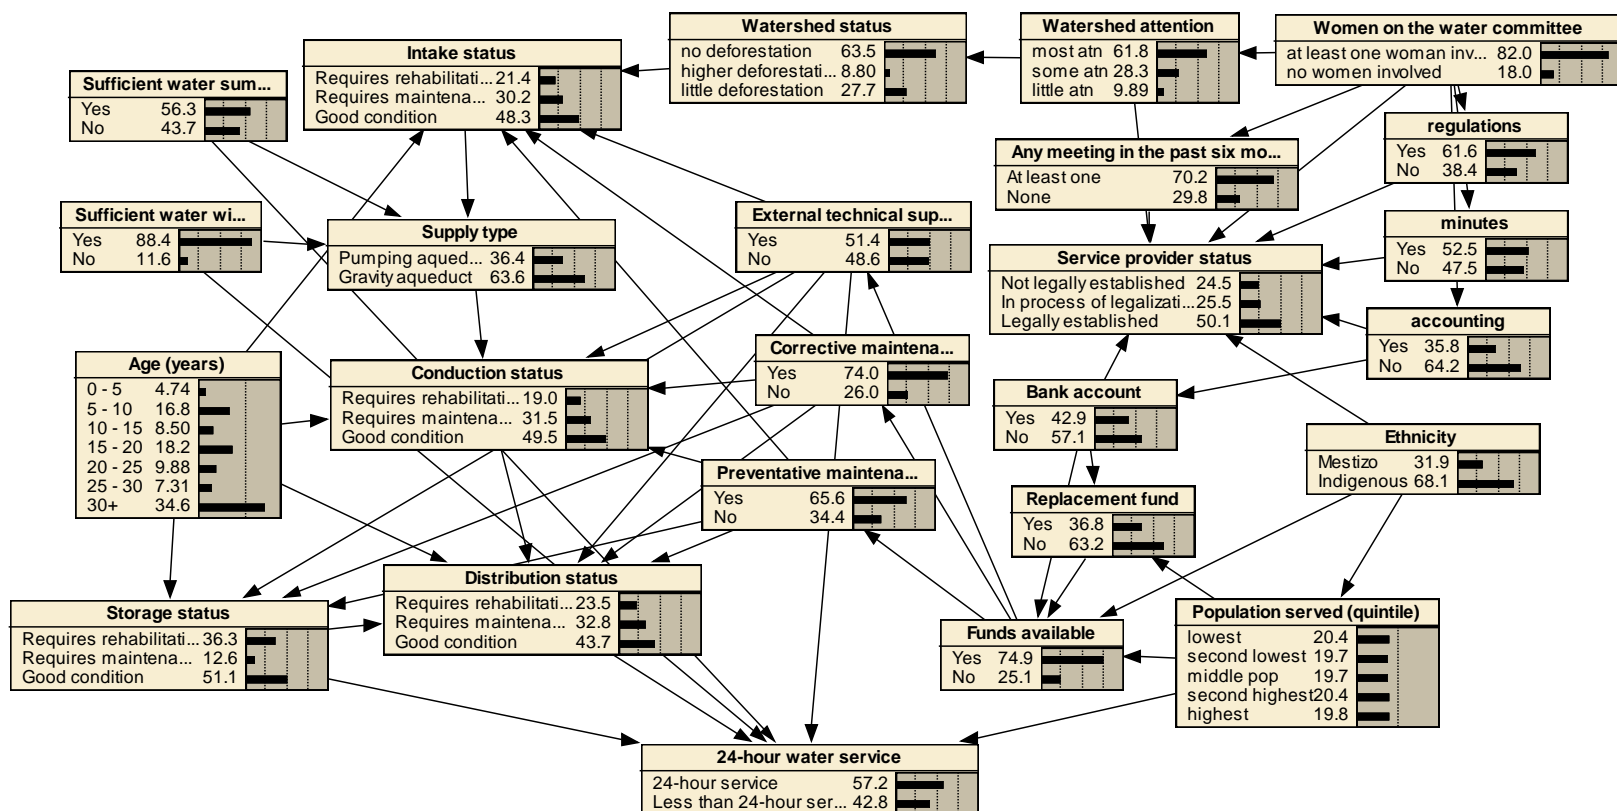 Watershed status
no deforestation 63.5
higher deforestati... 8.80
little deforestation 27.7
Watershed attention
most atn 61.8
some atn 28.3
little atn 9.89
Women on the water committee
at least one woman inv... 82.0
no women involved 18.0
Intake status
Requires rehabilitati... 21.4
Requires maintena... 30.2
Good condition 48.3
Sufficient water sum...
Yes 56.3
No 43.7
regulations
Yes 61.6
No 38.4
Any meeting in the past six mo...
At least one 70.2
None 29.8
Sufficient water wi...
Yes 88.4
No 11.6
Supply type
Pumping aqued... 36.4
Gravity aqueduct 63.6
External technical sup...
Yes 51.4
No 48.6
minutes
Yes 52.5
No 47.5
Service provider status
Not legally established 24.5
In process of legalizati... 25.5
Legally established 50.1
accounting
Yes 35.8
No 64.2
Corrective maintena...
Yes 74.0
No 26.0
Age (years)
0 - 5 4.74
5 - 10 16.8
10 - 15 8.50
15 - 20 18.2
20 - 25 9.88
25 - 30 7.31
30+ 34.6
Conduction status
Requires rehabilitati... 19.0
Requires maintena... 31.5
Good condition 49.5
Bank account
Yes 42.9
No 57.1
Ethnicity
Mestizo 31.9
Indigenous 68.1
Preventative maintena...
Yes 65.6
No 34.4
Replacement fund
Yes 36.8
No 63.2
Distribution status
Requires rehabilitati... 23.5
Requires maintena... 32.8
Good condition 43.7
Storage status
Requires rehabilitati... 36.3
Requires maintena... 12.6
Good condition 51.1
Funds available
Yes 74.9
No 25.1
Population served (quintile)
lowest 20.4
second lowest 19.7
middle pop 19.7
second highest 20.4
highest 19.8
24-hour water service
24-hour service 57.2
Less than 24-hour ser... 42.8